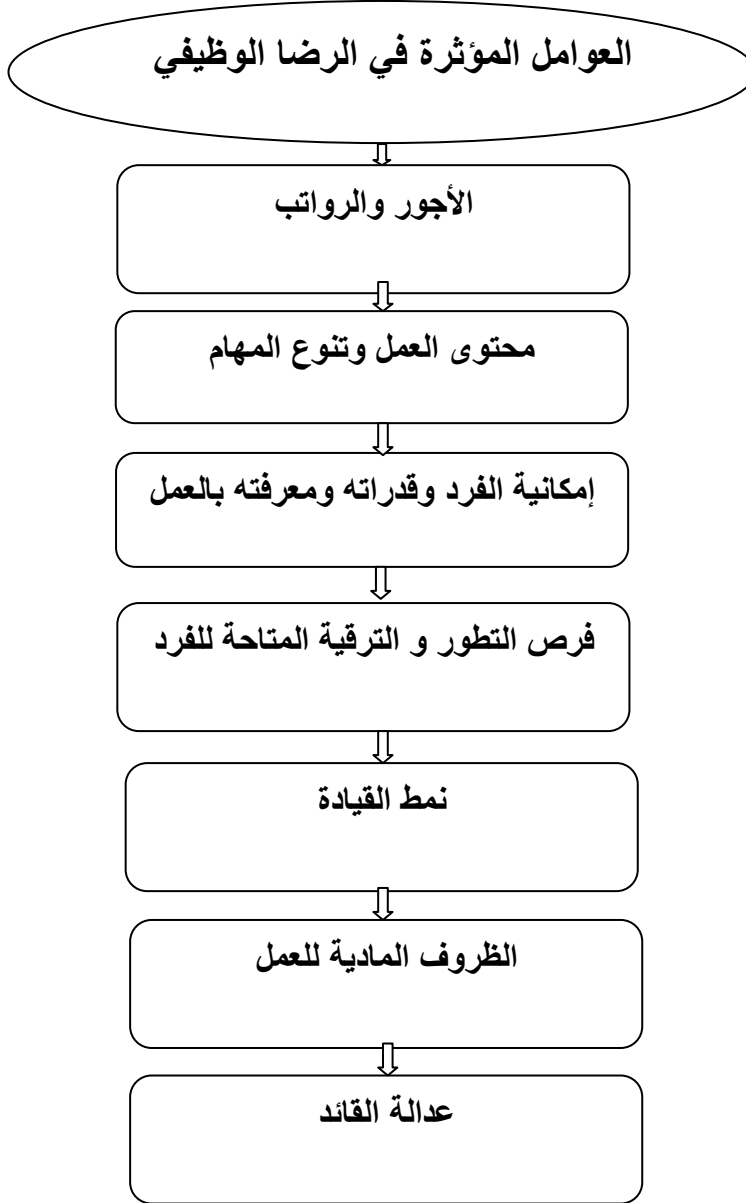 العوامل المؤثرة في الرضا الوظيفي
الأجور والرواتب
محتوى العمل وتنوع المهام
إمكانية الفرد وقدراته ومعرفته بالعمل
فرص التطور و الترقية المتاحة للفرد
نمط القيادة
الظروف المادية للعمل
عدالة القائد